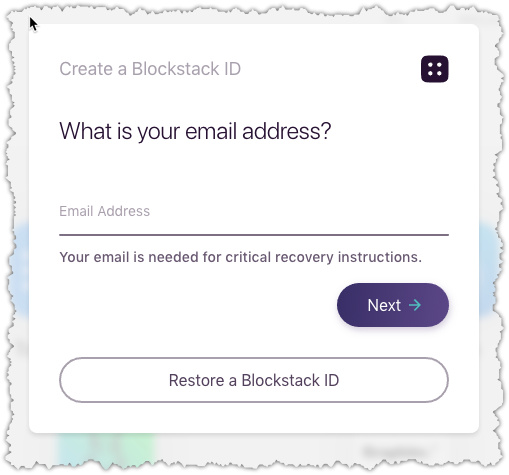 Create a Blockstack ID
What is your email address?
Email Address
Your email is needed for critical recovery instructions.
Next →
Restore a Blockstack ID